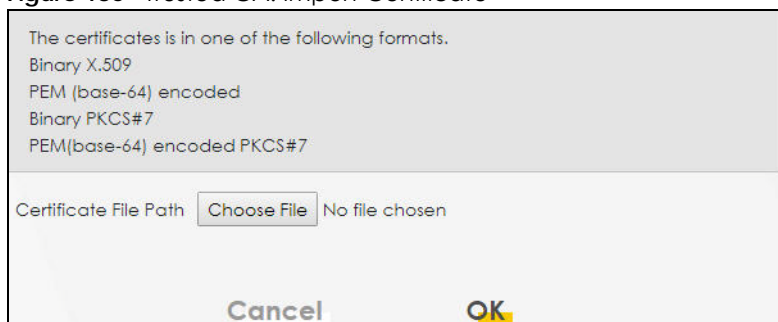 The certificates is in one of the following formats.
Binary X.509
PEM (base-64) encoded
Binary PKCS#7
PEM(base-64) encoded PKCS#7
Certificate File Path Choose File No file chosen
Cancel OK